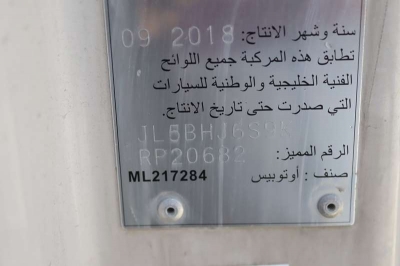 سنة وشهر الانتاج: 09 2018
تطابق هذه المركبة جميع اللوائح
الفنية الخليجية والوطنية للسيارات
التي صدرت حتى تاريخ الانتاج.
الرقم المميز:
RP20682
صنف : أوتوبيس ML217284